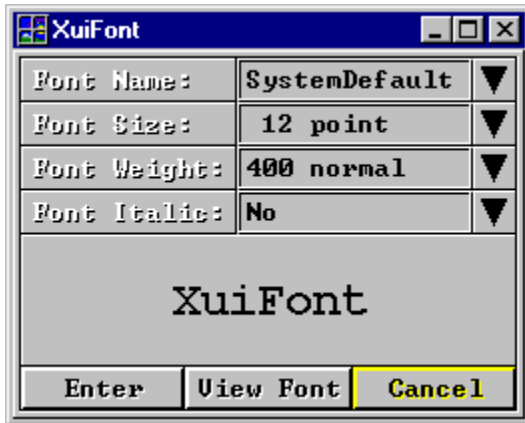 XuiFont
Font Name: SystemDefault
Font Size: 12 point
Font Weight: 400 normal
Font Italic: No
XuiFont
Enter View Font Cancel